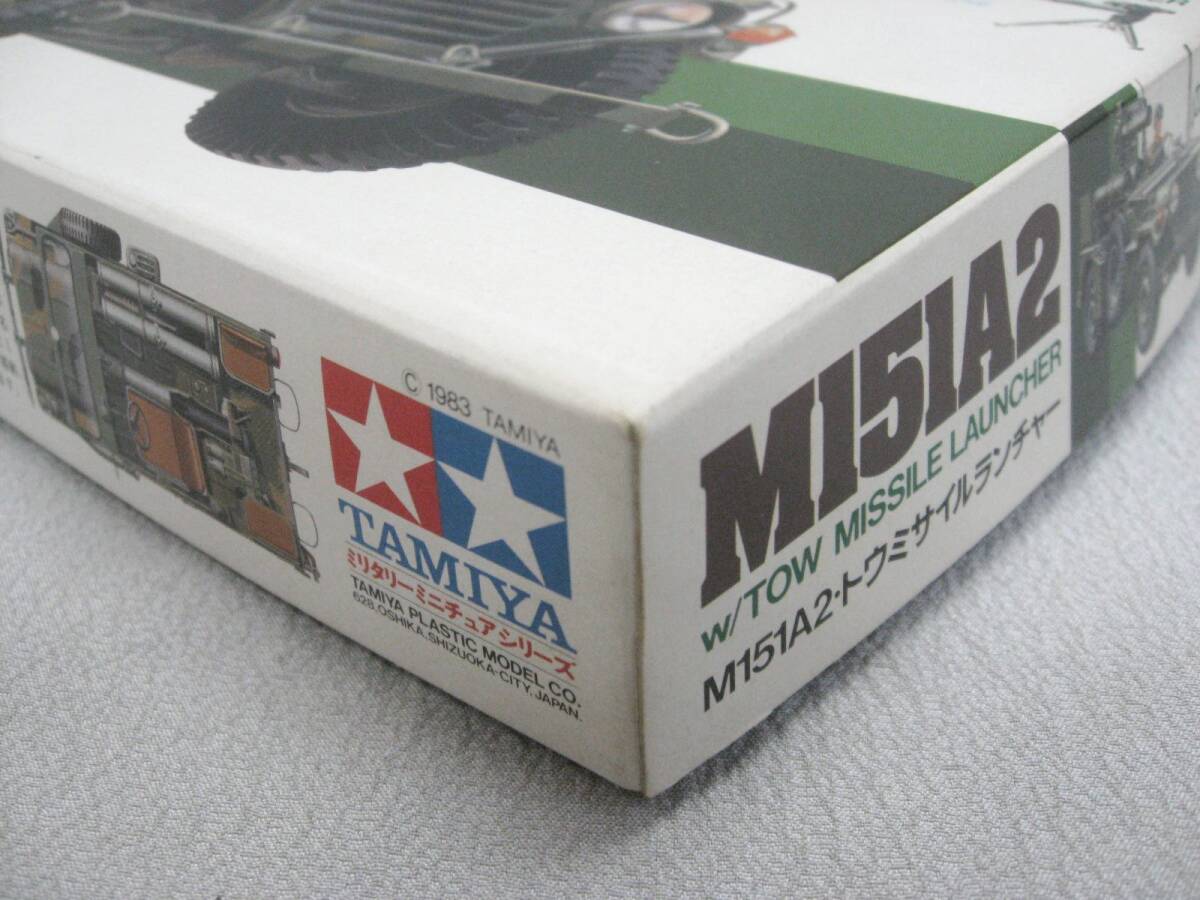 © 1983 TAMIYA
TAMIYA
ミリタリーミニチュアシリーズ
TAMIYA PLASTIC MODEL CO.
628, OSHIKA, SHIZUOKA-CITY, JAPAN.
M151A2
w/TOW MISSILE LAUNCHER
M151A2・トウミサイルランチャー